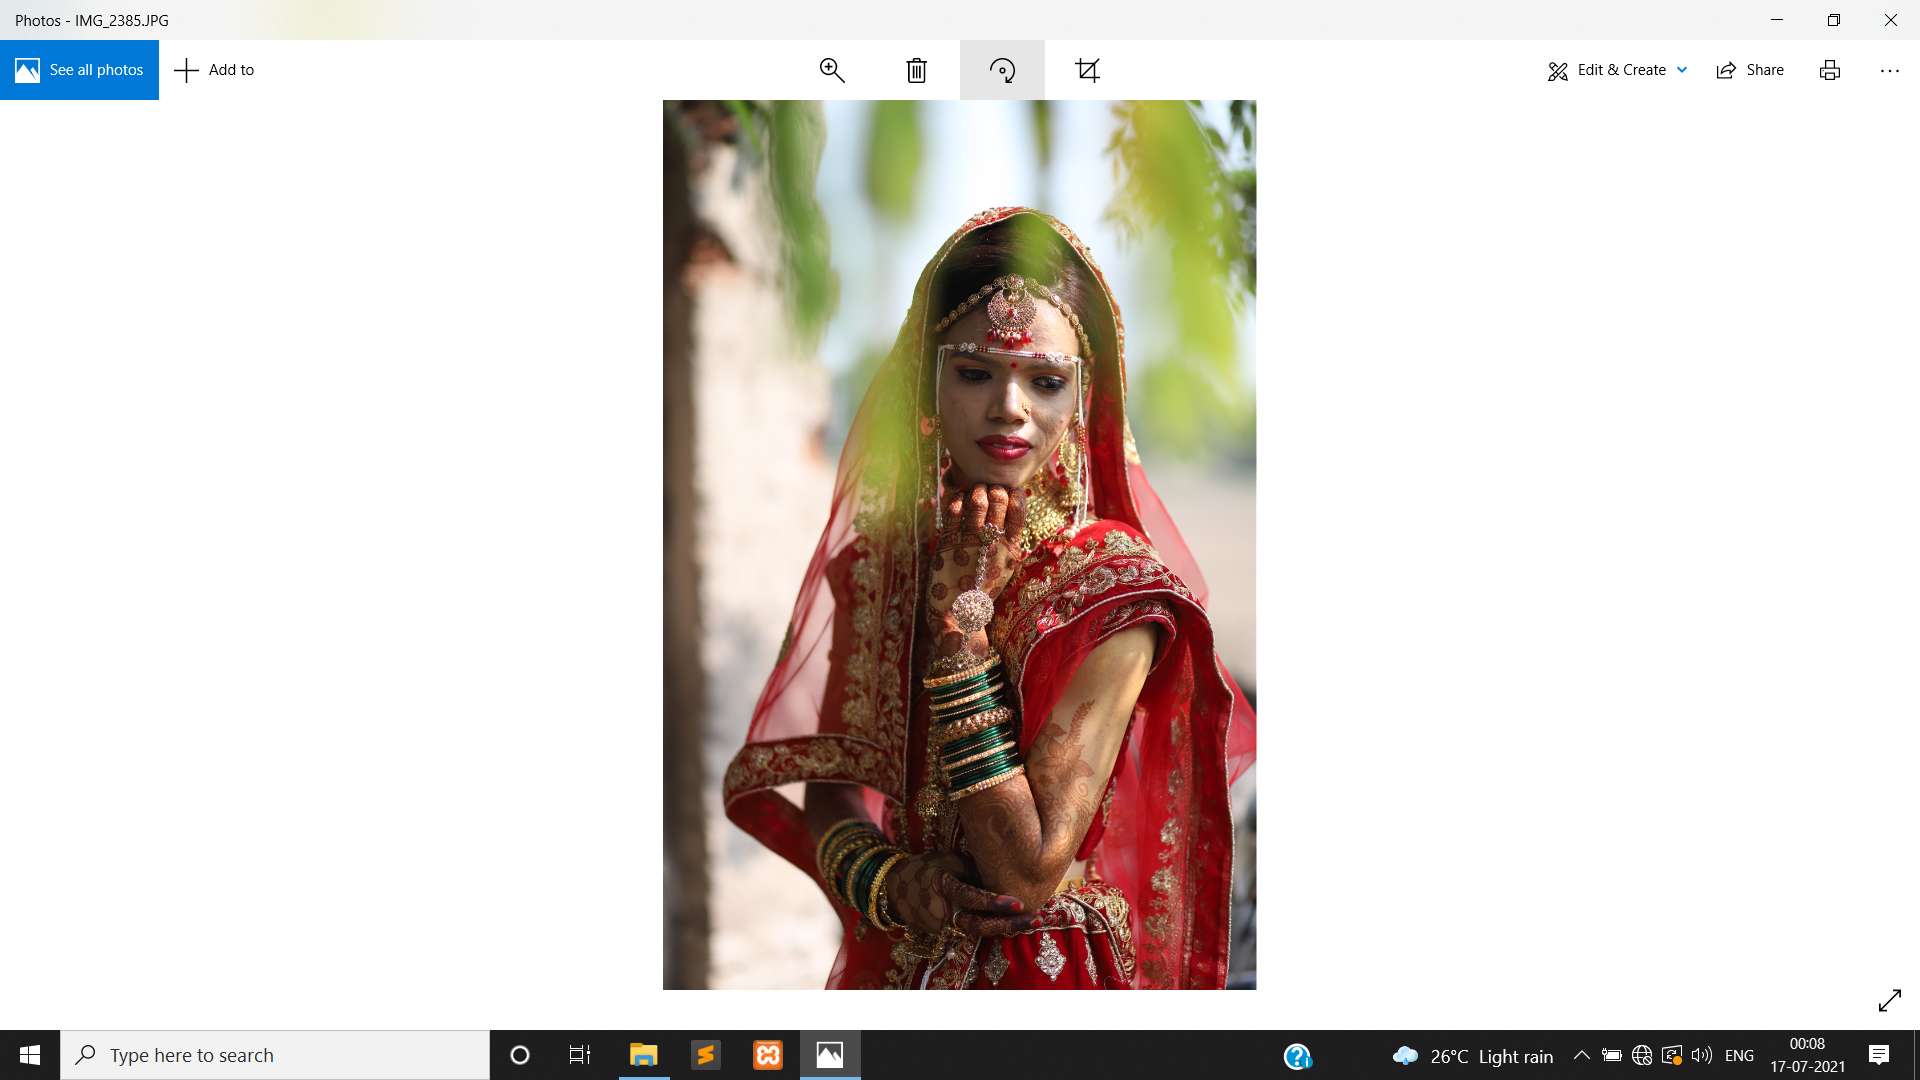 Photos - IMG_2385.JPG
See all photos
Add to
Edit & Create
Share
Type here to search
26°C Light rain
ENG
00:08
17-07-2021